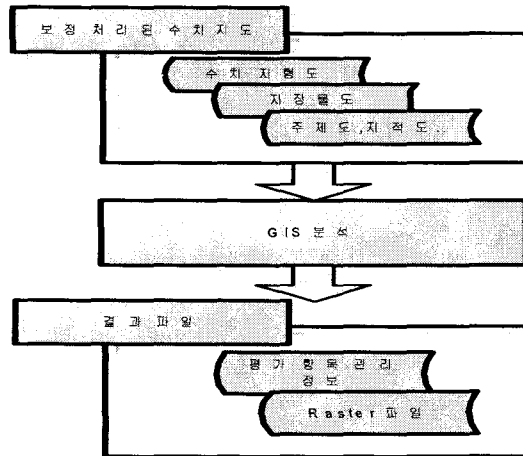 보정 처리된 수치지도
수치 지형도
지장물도
주제도,지적도..
GIS 분석
결과파일
평가 항목관리
정보
Raster 파일